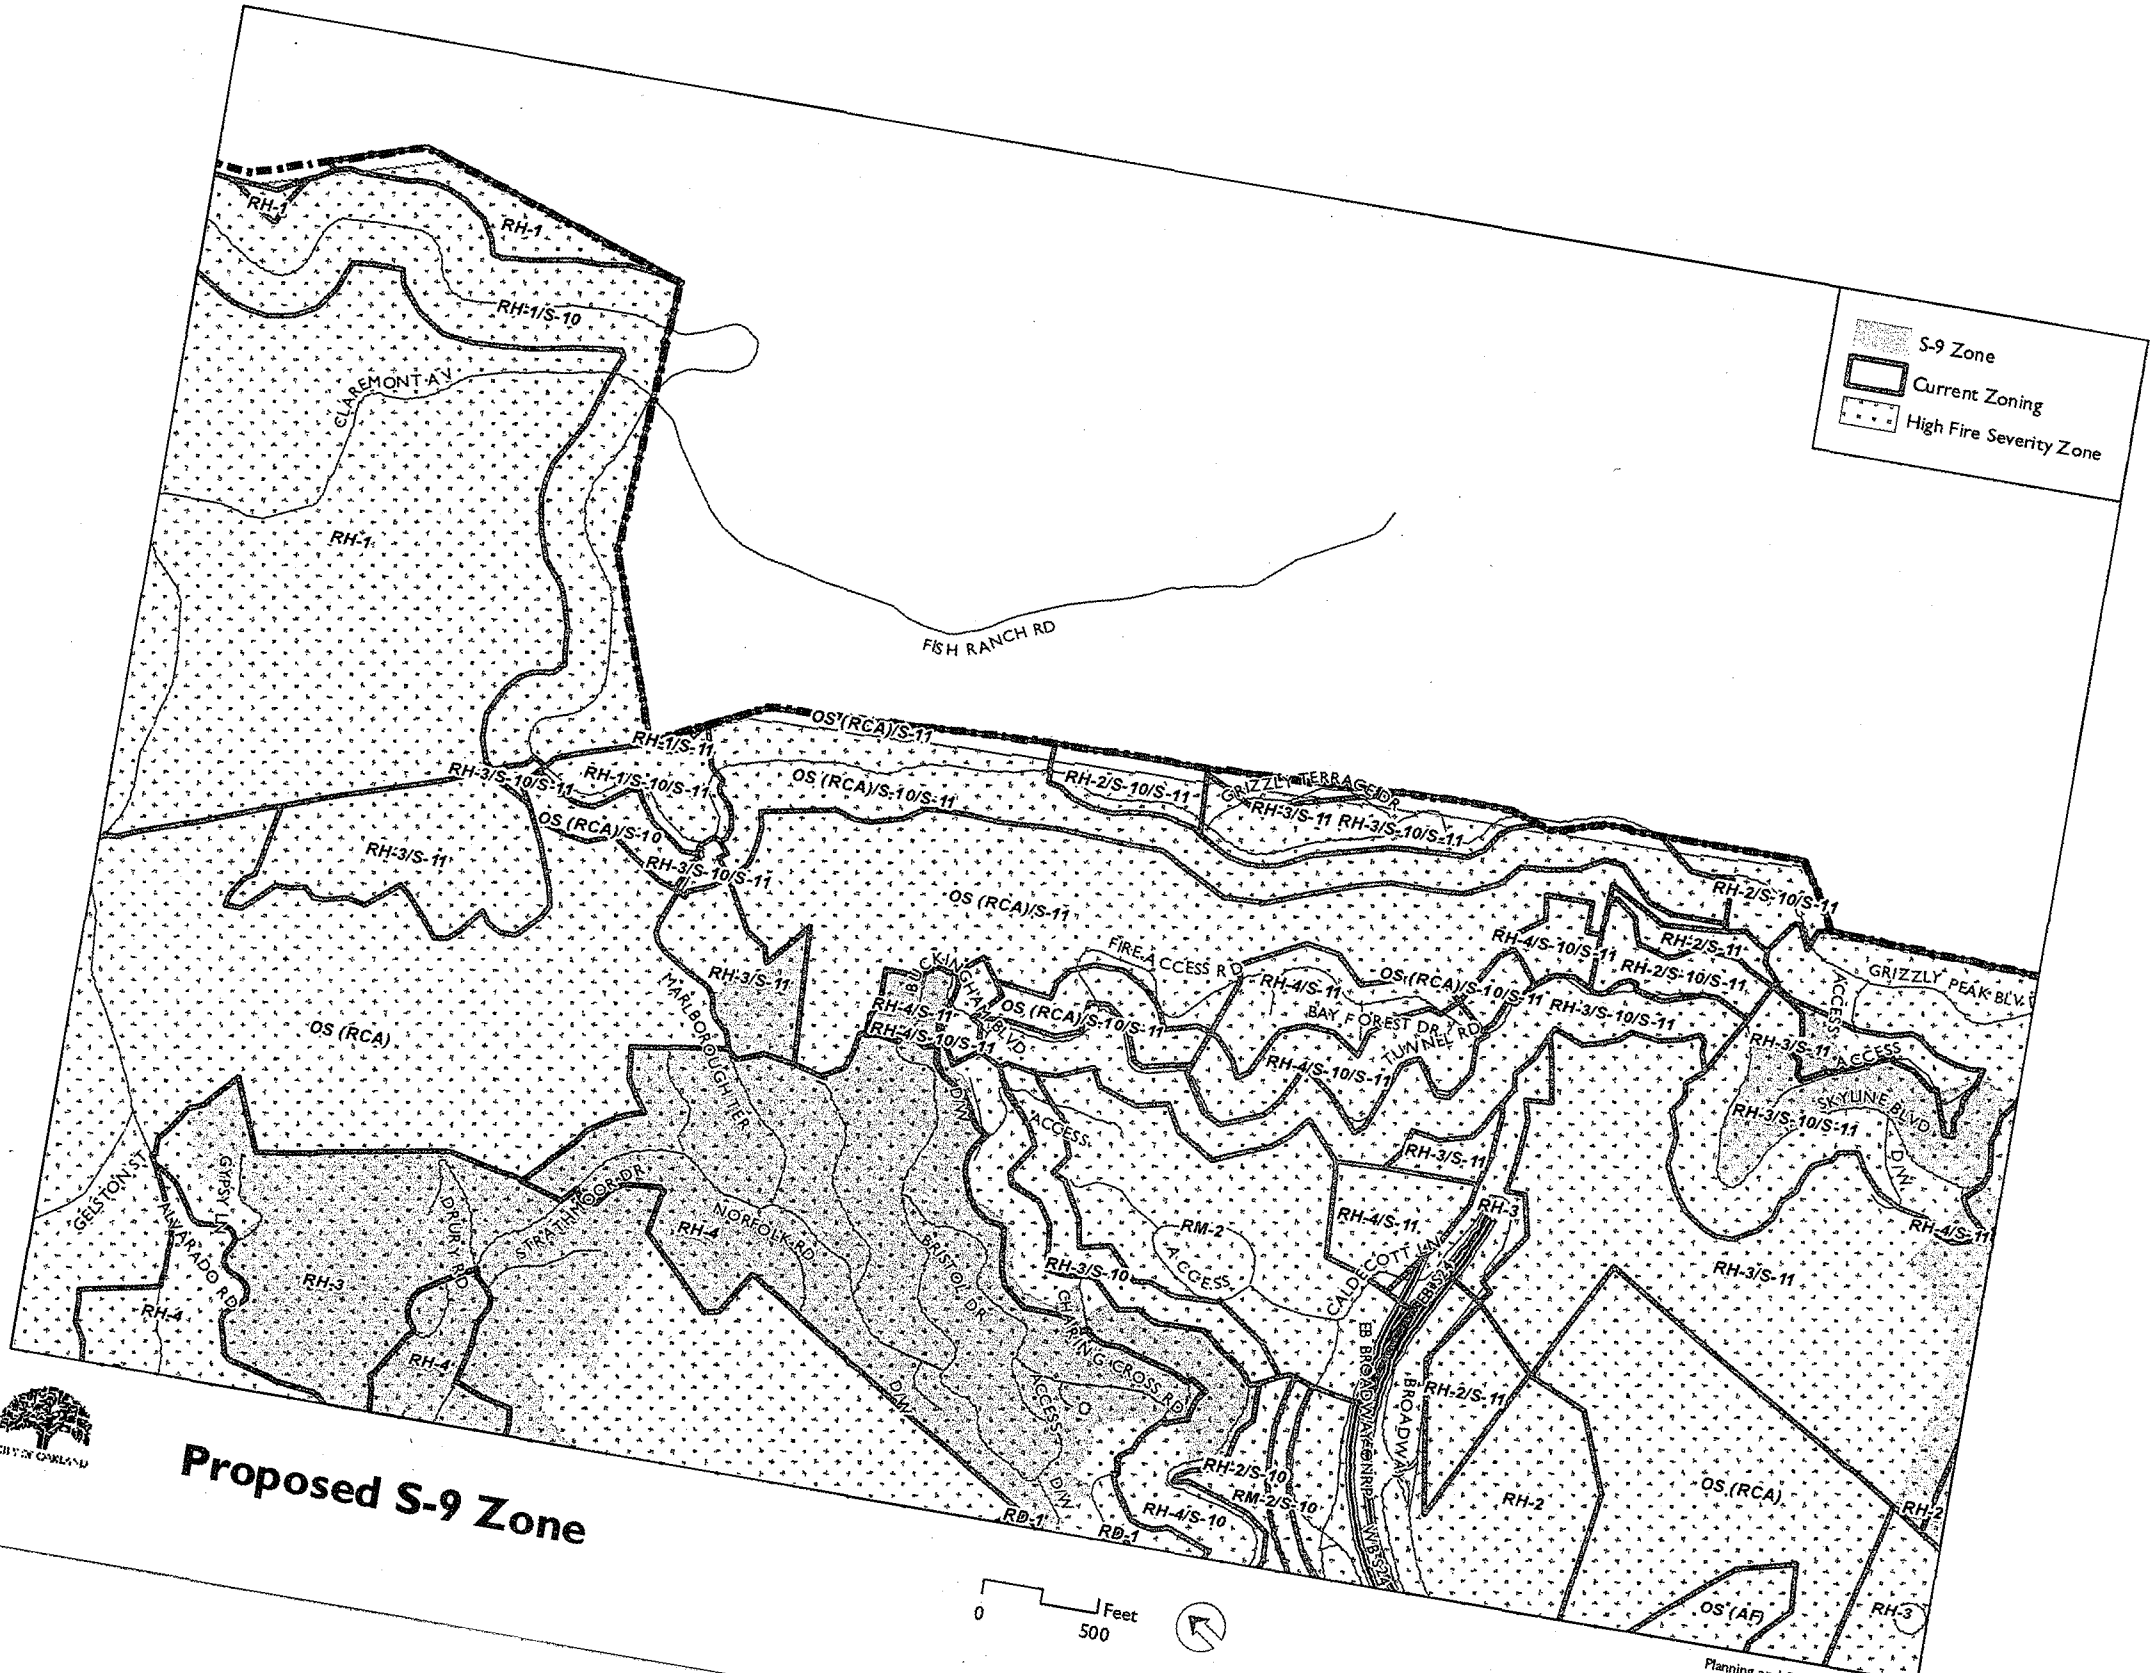 RH-1
RH-1
RH-1/S-10
CLAREMONT AV
S-9 Zone
Current Zoning
High Fire Severity Zone
RH-1
FISH RANCH RD
OS (RCA)/S-11
RH-1/S-11
RH-3/S-10/S-11
RH-1/S-10/S-11
OS (RCA)/S-10/S-11
RH-2/S-10/S-11
GRIZZLY TERRACE DR
RH-3/S-11
RH-3/S-10/S-11
OS (RCA)/S-10
RH-3/S-11
RH-3/S-10/S-11
OS (RCA)/S-11
RH-2/S-10/S-11
RH-4/S-10/S-11
RH-2/S-11
RH-2/S-10/S-11
GRIZZLY PEAK BLV
ACCESS
FIRE ACCESS RD
RH-4/S-11
OS (RCA)/S-10/S-11
RH-3/S-10/S-11
BUCKINGHAM BLVD
RH-3/S-11
MARLBOROUGH TER
RH-4/S-11
OS (RCA)/S-10/S-11
RH-4/S-10/S-11
BAY FOREST DR
TUNNEL RD
RH-4/S-10/S-11
OS (RCA)
RH-3/S-11
ACCESS
SKYLINE BLVD
RH-3/S-10/S-11
D/W
D/W
ACCESS
RH-3/S-11
GELSTON ST
GYPSY LN
ALVARADO RD
DRURY RD
STRATHMOOR DR
NORFOLK RD
RH-4
BRISTOL DR
RM-2
ACCESS
RH-4/S-11
RH-3
RH-4/S-11
RH-3/S-10
CALDECOTT LN
RH-3/S-11
RH-3
RH-4
RH-4
CHARING CROSS RD
ACCESS
D/W
D/W
EB BROADWAY ONRP
WB S24
EB S24
BROADWAY
RH-2/S-11
RH-2/S-10
RM-2/S-10
RH-4/S-10
RD-1
RD-1
RH-2
OS (RCA)
RH-2
OS (AF)
RH-3
CITY OF OAKLAND
Proposed S-9 Zone
0
500
Feet